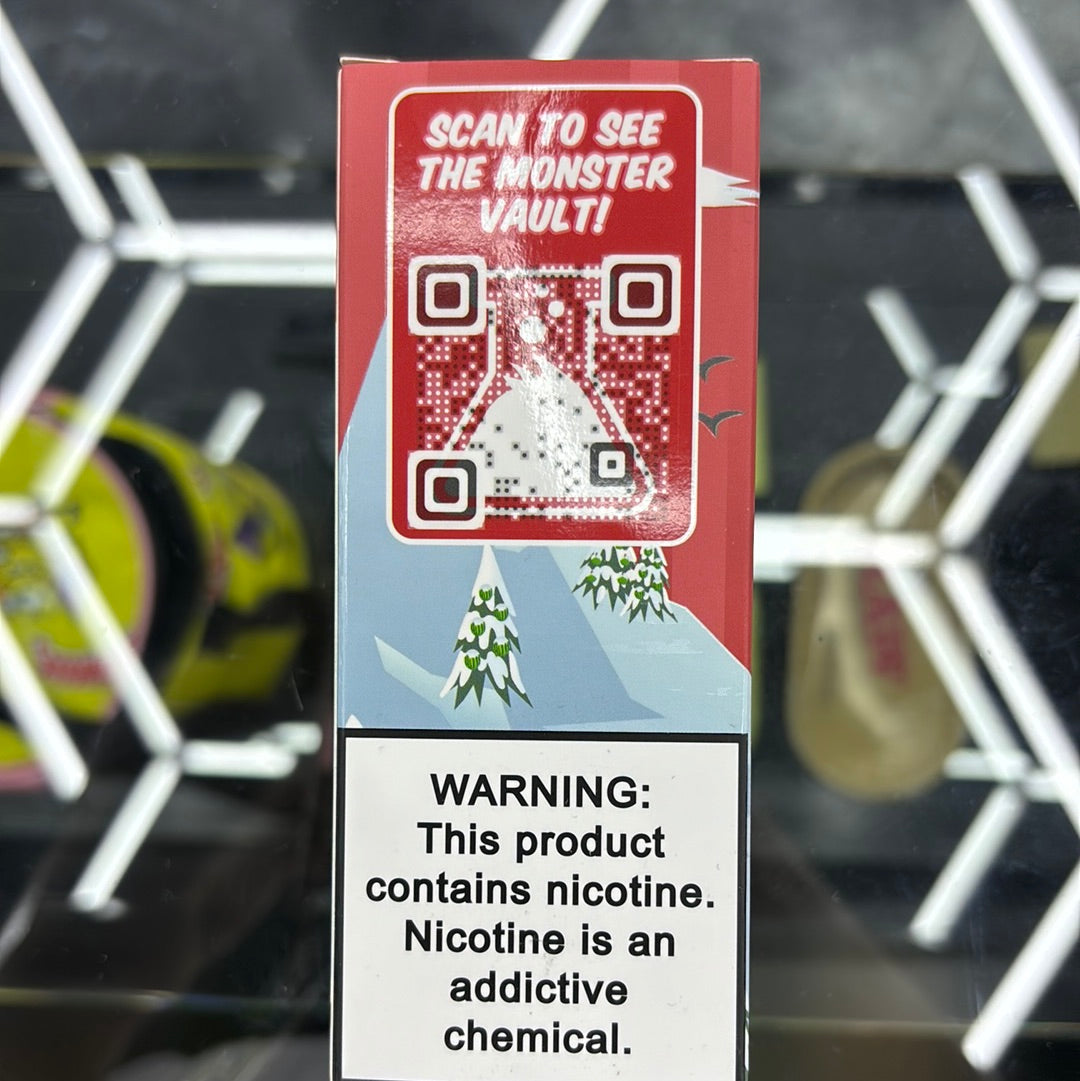 SCAN TO SEE
THE MONSTER
VAULT!
WARNING:
This product
contains nicotine.
Nicotine is an
addictive
chemical.